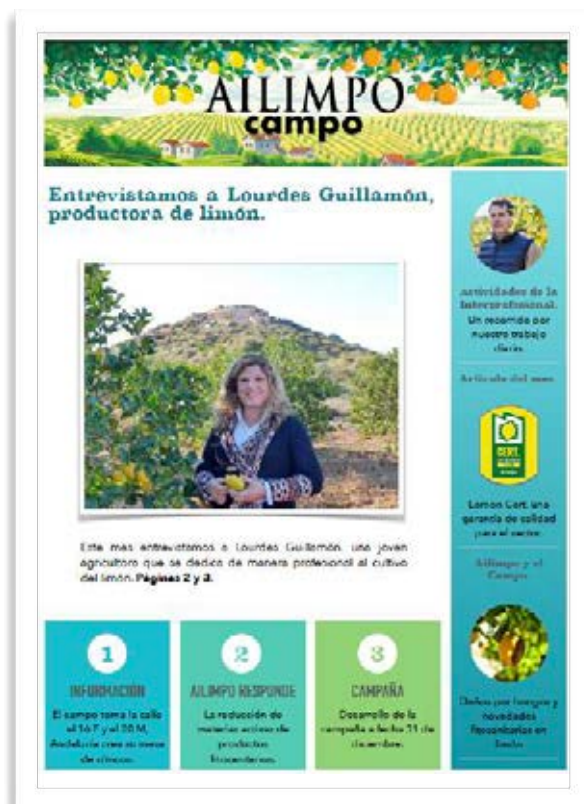 AILIMPO
campo
Entrevistamos a Lourdes Guillamón,
productora de limón.
Este mes entrevistamos a Lourdes Guillamón, una joven
agricultora que se dedica de manera profesional al cultivo
del limón. Páginas 2 y 3.
Actividades de la
Interprofesional.
Un recorrido por
nuestro trabajo
diario.
Artículo del mes
CERT.
Lemon Cert, una
garantía de calidad
para el sector.
Ailimpo y el
Campo
Daños por hongos y
novedades
fitosanitarias en
limón
1
INFORMACIÓN
El campo toma la calle
el 16 F y el 20 M,
Andalucía crea su mesa
de cítricos.
2
AILIMPO RESPONDE
La reducción de
materias activas de
productos
fitosanitarios.
3
CAMPAÑA
Desarrollo de la
campaña a fecha 31 de
diciembre.